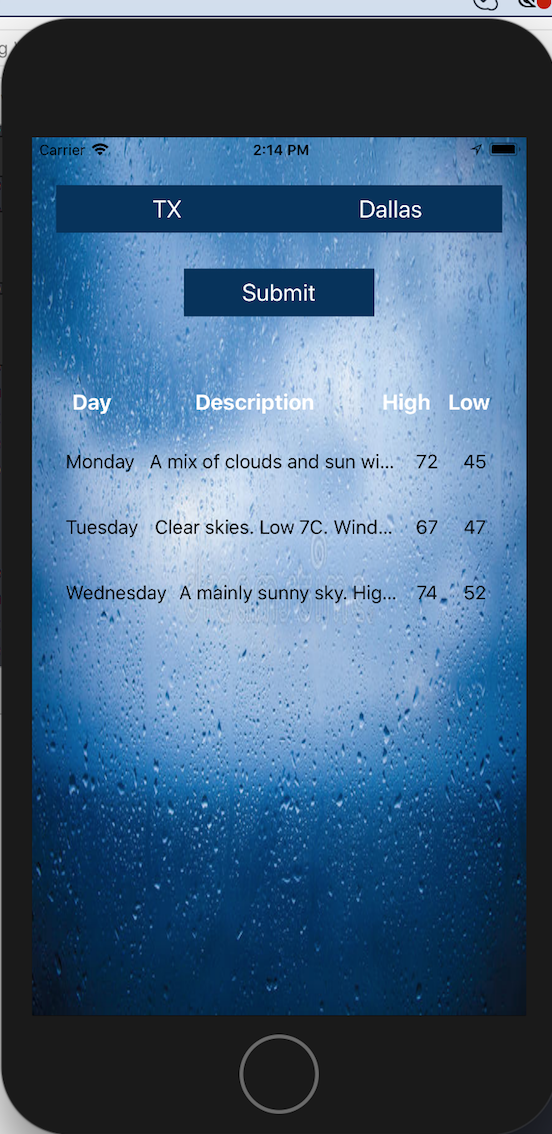 g
Carrier 2:14 PM
TX Dallas
Submit
Day Description High Low
Monday A mix of clouds and sun wi... 72 45
Tuesday Clear skies. Low 7C. Wind... 67 47
Wednesday A mainly sunny sky. Hig... 74 52